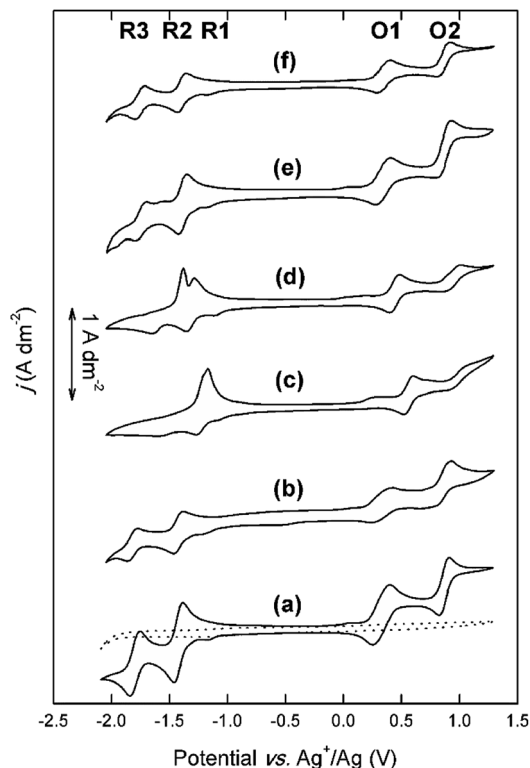 R3 R2 R1 O1 O2
(f)
(e)
(d)
(c)
(b)
(a)
j (A dm⁻²)
1 A dm⁻²
-2.5 -2.0 -1.5 -1.0 -0.5 0.0 0.5 1.0 1.5
Potential vs. Ag⁺/Ag (V)